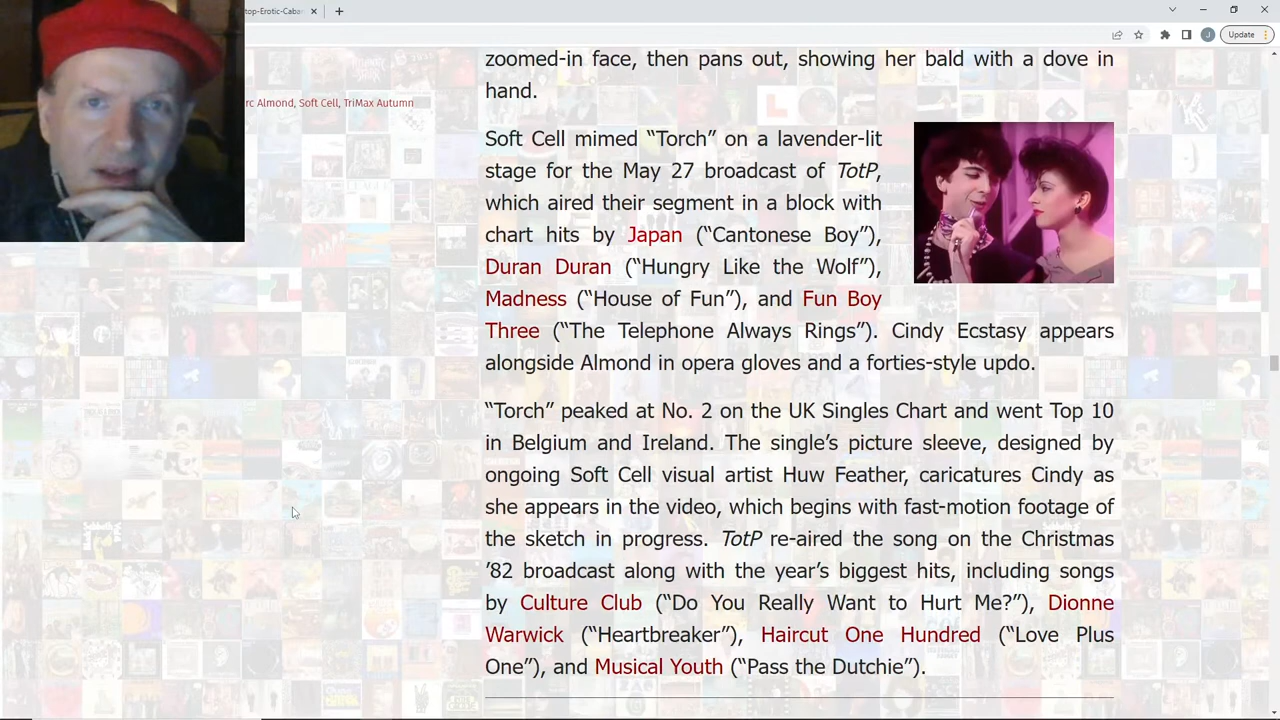 top-Erotic-Caba
Update
zoomed-in face, then pans out, showing her bald with a dove in
hand.
rc Almond, Soft Cell, TriMax Autumn
Soft Cell mimed “Torch” on a lavender-lit
stage for the May 27 broadcast of TotP,
which aired their segment in a block with
chart hits by Japan (“Cantonese Boy”),
Duran Duran (“Hungry Like the Wolf”),
Madness (“House of Fun”), and Fun Boy
Three (“The Telephone Always Rings”). Cindy Ecstasy appears
alongside Almond in opera gloves and a forties-style updo.
“Torch” peaked at No. 2 on the UK Singles Chart and went Top 10
in Belgium and Ireland. The single’s picture sleeve, designed by
ongoing Soft Cell visual artist Huw Feather, caricatures Cindy as
she appears in the video, which begins with fast-motion footage of
the sketch in progress. TotP re-aired the song on the Christmas
’82 broadcast along with the year’s biggest hits, including songs
by Culture Club (“Do You Really Want to Hurt Me?”), Dionne
Warwick (“Heartbreaker”), Haircut One Hundred (“Love Plus
One”), and Musical Youth (“Pass the Dutchie”).